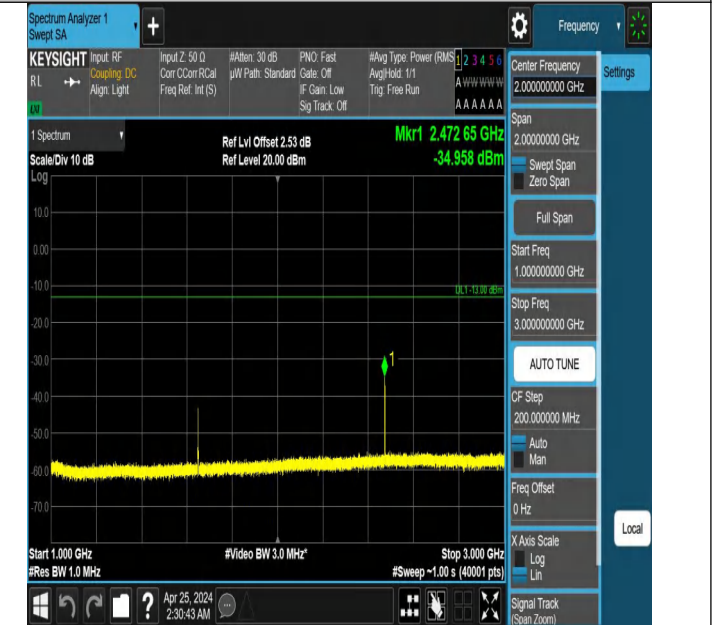 Spectrum Analyzer 1
Swept SA
+
Frequency
KEYSIGHT
RL
Input: RF
Coupling: DC
Align: Light
Input Z: 50 Ω
Corr CCorr RCal
Freq Ref: Int (S)
#Atten: 30 dB
µW Path: Standard
PNO: Fast
Gate: Off
IF Gain: Low
Sig Track: Off
#Avg Type: Power (RMS
Avg|Hold: 1/1
Trig: Free Run
1 2 3 4 5 6
A W W W W W
A A A A A A
1 Spectrum
Scale/Div 10 dB
Log
Ref Lvl Offset 2.53 dB
Ref Level 20.00 dBm
Mkr1 2.472 65 GHz
-34.958 dBm
10.0
0.00
-10.0
DL1 -13.00 dBm
-20.0
-30.0
1
-40.0
-50.0
-60.0
-70.0
Start 1.000 GHz
#Res BW 1.0 MHz
#Video BW 3.0 MHz*
Stop 3.000 GHz
#Sweep ~1.00 s (40001 pts)
Center Frequency
2.000000000 GHz
Settings
Span
2.00000000 GHz
Swept Span
Zero Span
Full Span
Start Freq
1.000000000 GHz
Stop Freq
3.000000000 GHz
AUTO TUNE
CF Step
200.000000 MHz
Auto
Man
Freq Offset
0 Hz
X Axis Scale
Log
Lin
Local
Signal Track
(Span Zoom)
?
Apr 25, 2024
2:30:43 AM